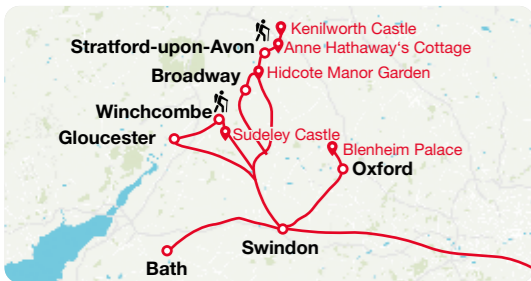 Kenilworth Castle
Stratford-upon-Avon
Anne Hathaway‘s Cottage
Broadway
Hidcote Manor Garden
Winchcombe
Gloucester
Sudeley Castle
Blenheim Palace
Oxford
Swindon
Bath